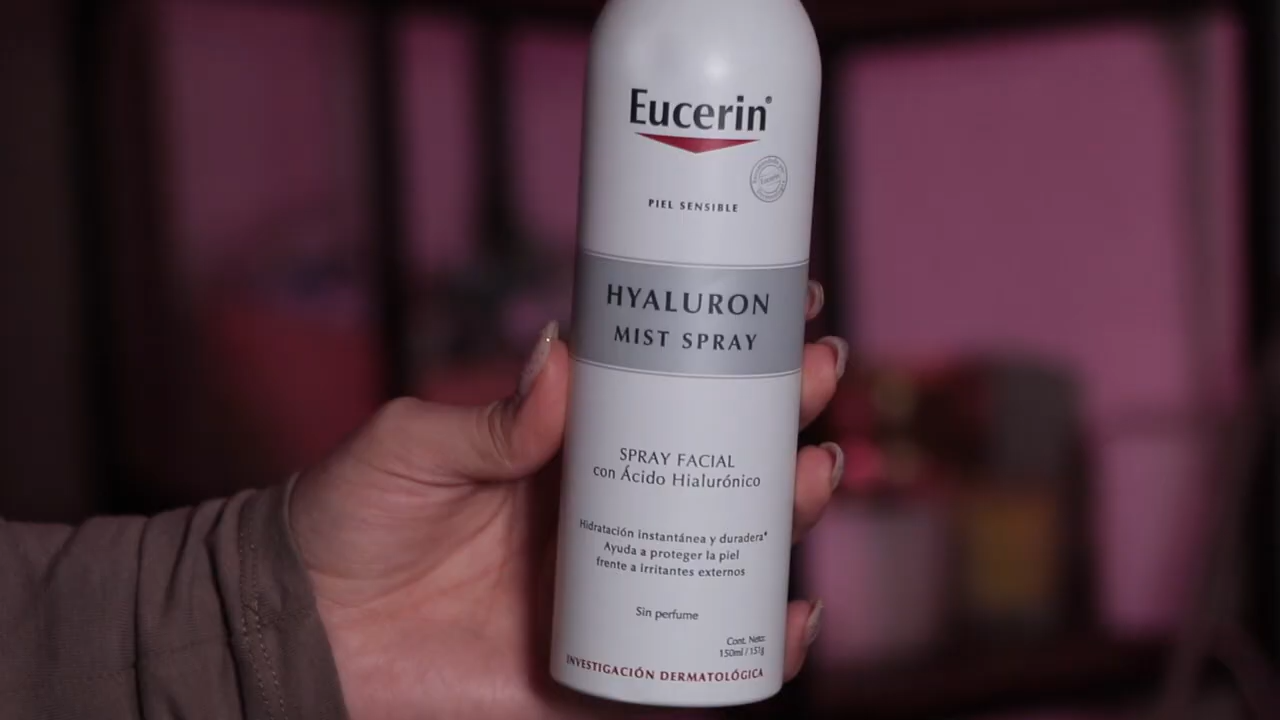 Eucerin®
Eucerin
PIEL SENSIBLE
HYALURON
MIST SPRAY
SPRAY FACIAL
con Ácido Hialurónico
Hidratación instantánea y duradera*
Ayuda a proteger la piel
frente a irritantes externos
Sin perfume
Cont. Neto:
150ml / 151g
INVESTIGACIÓN DERMATOLÓGICA